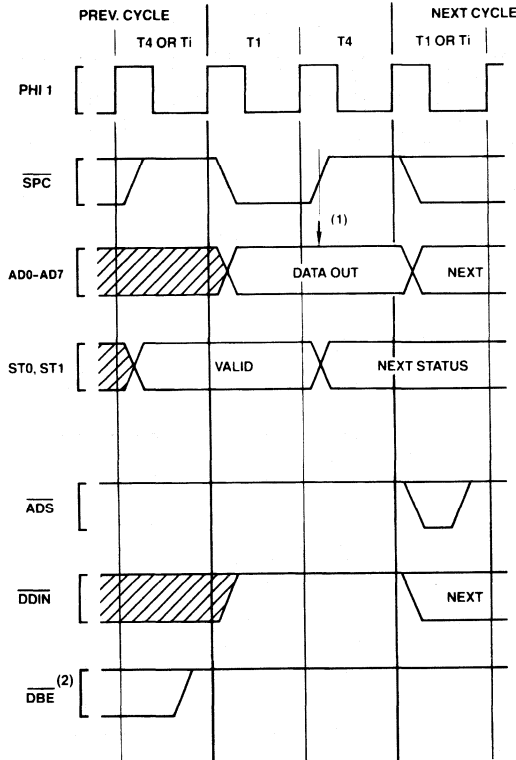 PREV. CYCLE NEXT CYCLE
T4 OR Ti T1 T4 T1 OR Ti
PHI 1
SPC
(1)
AD0-AD7 DATA OUT NEXT
ST0, ST1 VALID NEXT STATUS
ADS
DDIN NEXT
DBE (2)